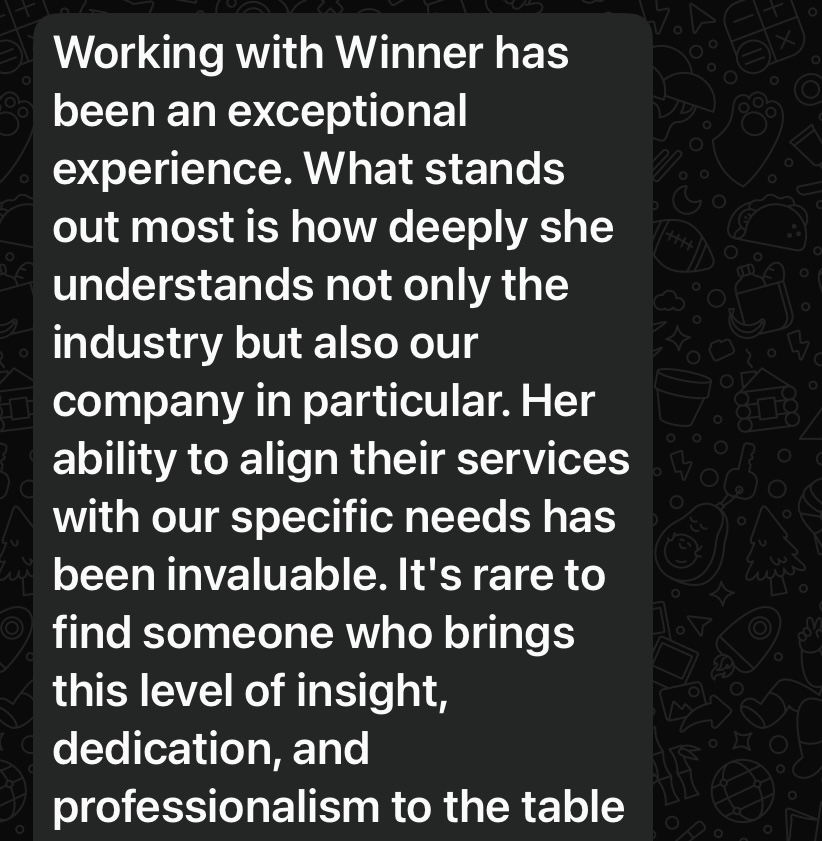 Working with Winner has
been an exceptional
experience. What stands
out most is how deeply she
understands not only the
industry but also our
company in particular. Her
ability to align their services
with our specific needs has
been invaluable. It's rare to
find someone who brings
this level of insight,
dedication, and
professionalism to the table